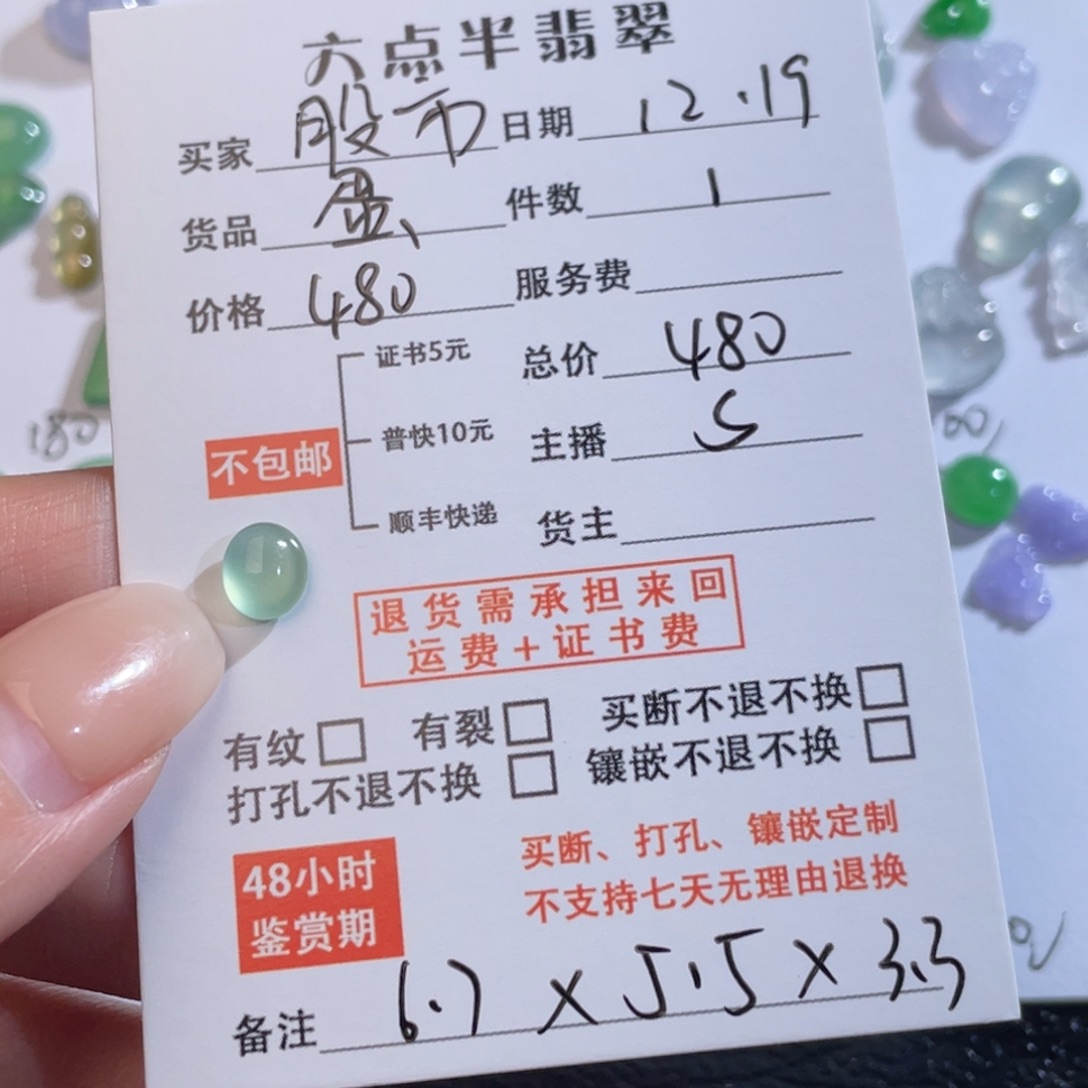 六点半翡翠
买家 股币 日期 12.19
货品 蛋、 件数 1
价格 480 服务费
证书5元 总价 480
不包邮 普快10元 主播 S
顺丰快递 货主
退货需承担来回
运费+证书费
有纹 有裂 买断不退不换
打孔不退不换 镶嵌不退不换
48小时 买断、打孔、镶嵌定制
鉴赏期 不支持七天无理由退换
备注 6.7 × 5.5 × 3.3
180